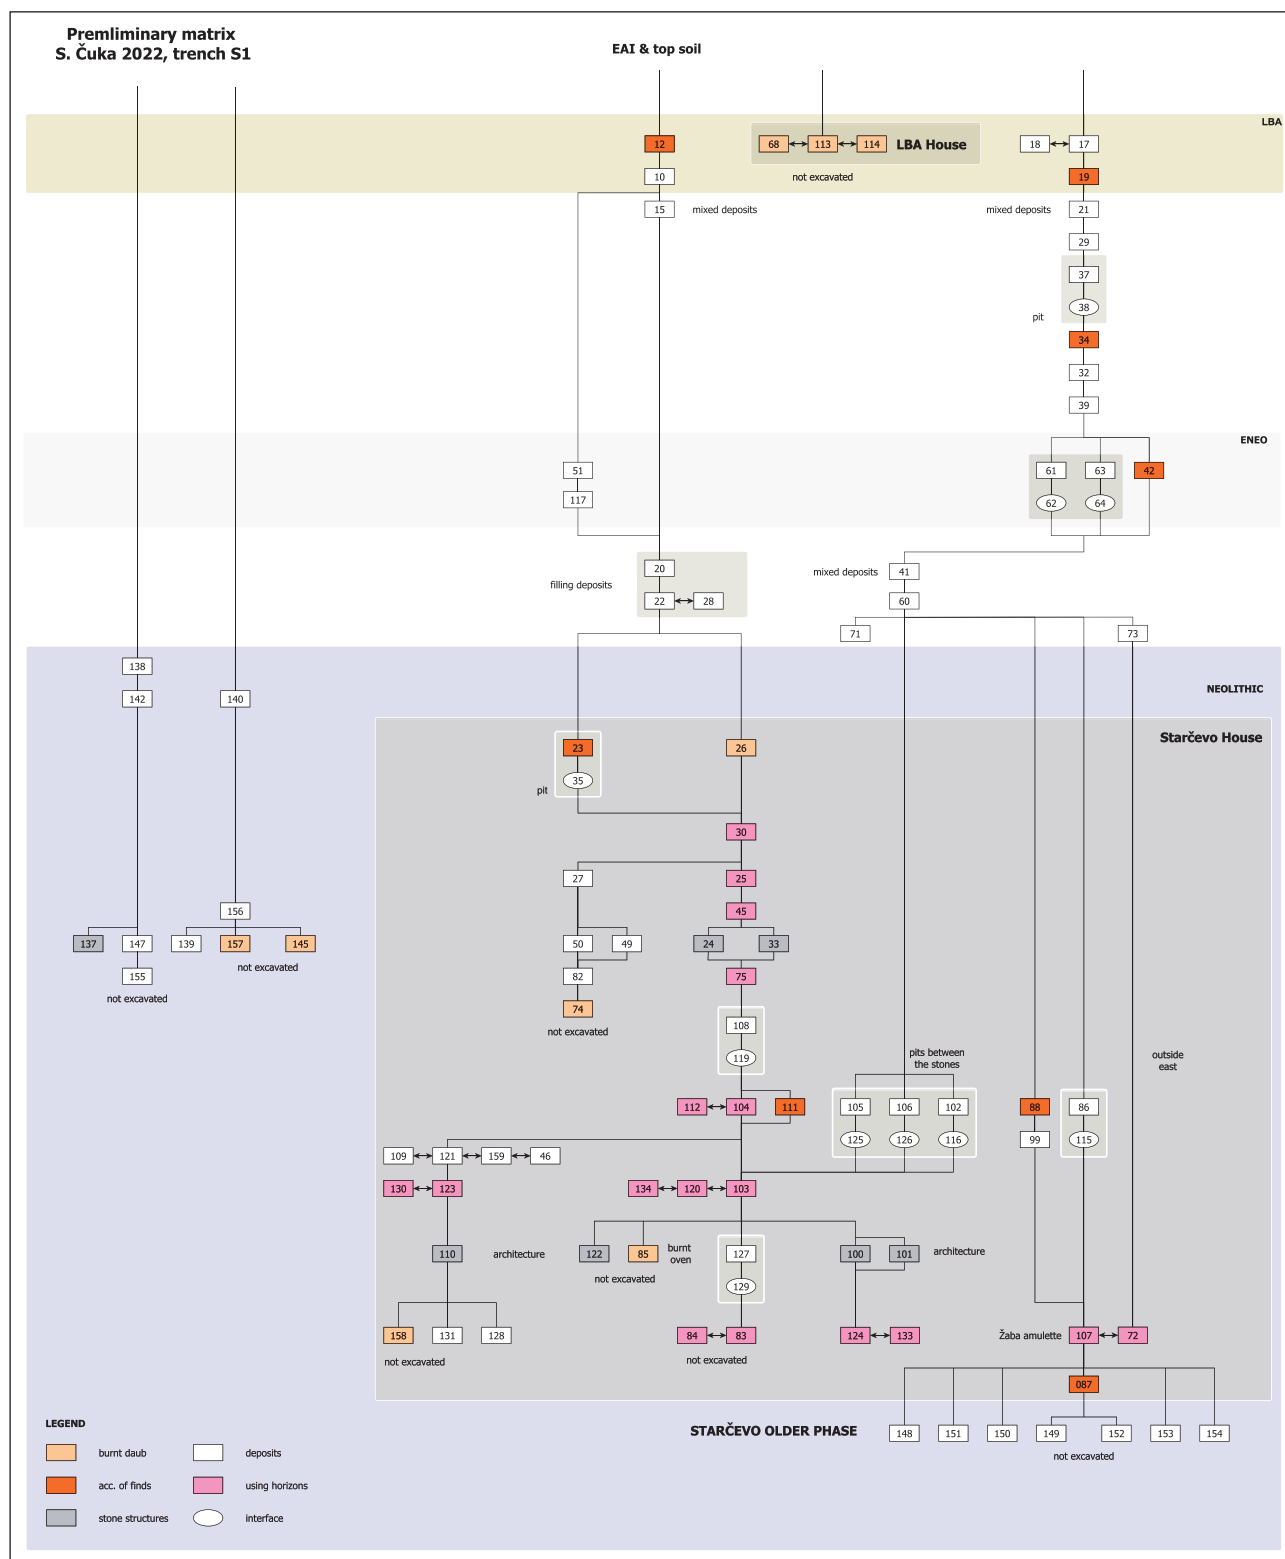 Premliminary matrix
S. Čuka 2022, trench S1
EAI & top soil
LBA
12
68
113
114
LBA House
18
17
10
not excavated
19
15
mixed deposits
mixed deposits
21
29
37
38
pit
34
32
39
ENEO
51
61
63
42
117
62
64
20
mixed deposits
41
filling deposits
22
28
60
71
73
138
NEOLITHIC
142
140
Starčevo House
23
26
35
pit
30
27
25
156
45
137
147
139
157
145
50
49
24
33
not excavated
155
82
75
not excavated
74
108
not excavated
119
pits between
the stones
outside
east
112
104
111
105
106
102
88
86
125
126
116
99
115
109
121
159
46
130
123
134
120
103
110
architecture
122
85
burnt
oven
127
100
101
architecture
not excavated
129
158
131
128
84
83
124
133
Žaba amulette
107
72
not excavated
not excavated
087
LEGEND
STARČEVO OLDER PHASE
148
151
150
149
152
153
154
burnt daub
deposits
not excavated
acc. of finds
using horizons
stone structures
interface